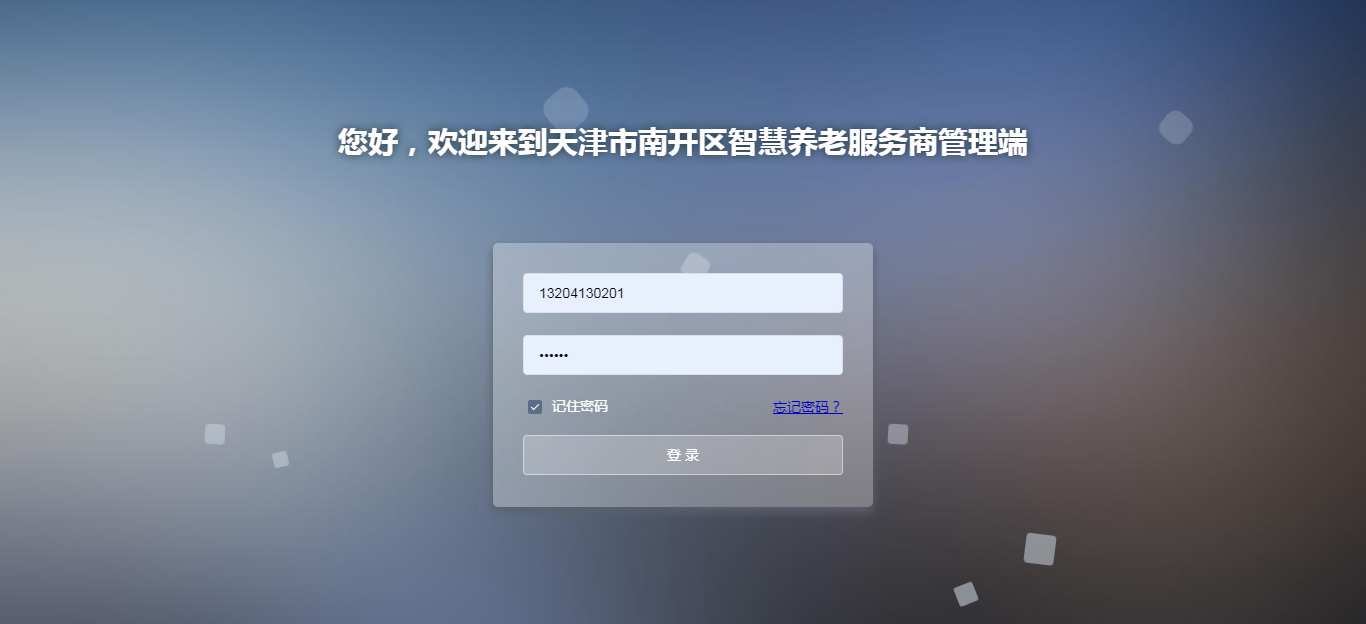 您好，欢迎来到天津市南开区智慧养老服务商管理端
13204130201
••••••
记住密码 忘记密码？
登 录